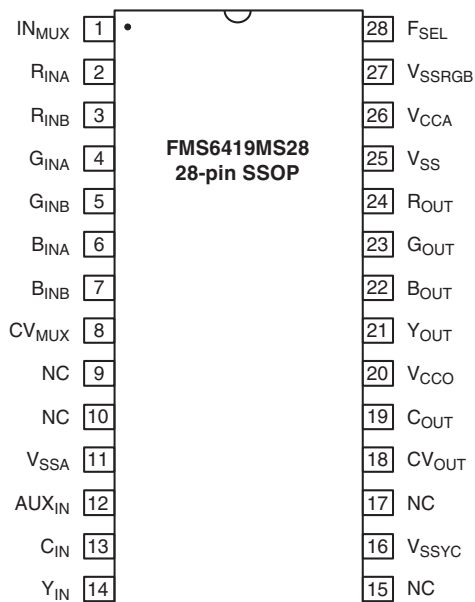 IN_MUX 1 28 F_SEL
R_INA 2 27 V_SSRGB
R_INB 3 26 V_CCA
G_INA 4 25 V_SS
G_INB 5 24 R_OUT
B_INA 6 23 G_OUT
B_INB 7 22 B_OUT
CV_MUX 8 21 Y_OUT
NC 9 20 V_CCO
NC 10 19 C_OUT
V_SSA 11 18 CV_OUT
AUX_IN 12 17 NC
C_IN 13 16 V_SSYC
Y_IN 14 15 NC
FMS6419MS28
28-pin SSOP